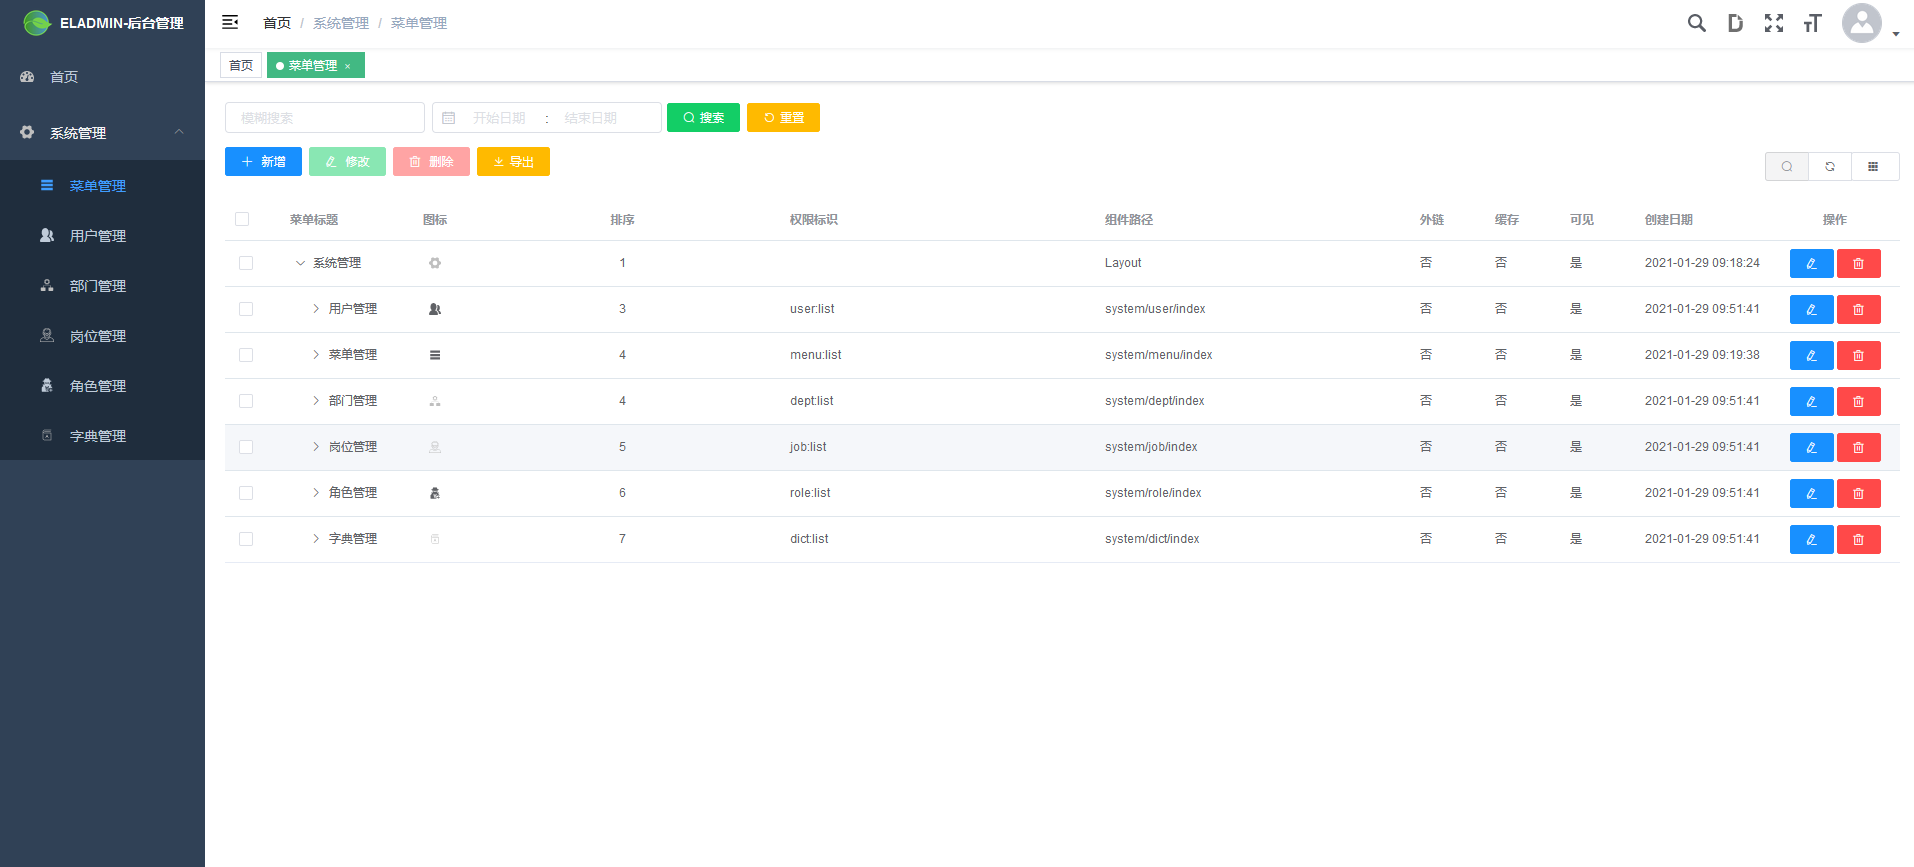 ELADMIN-后台管理
首页 / 系统管理 / 菜单管理
首页
系统管理
菜单管理
用户管理
部门管理
岗位管理
角色管理
字典管理
首页 菜单管理 ×
模糊搜索 开始日期 : 结束日期 搜索 重置
新增 修改 删除 导出
菜单标题 图标 排序 权限标识 组件路径 外链 缓存 可见 创建日期 操作
系统管理 1 Layout 否 否 是 2021-01-29 09:18:24
用户管理 3 user:list system/user/index 否 否 是 2021-01-29 09:51:41
菜单管理 4 menu:list system/menu/index 否 否 是 2021-01-29 09:19:38
部门管理 4 dept:list system/dept/index 否 否 是 2021-01-29 09:51:41
岗位管理 5 job:list system/job/index 否 否 是 2021-01-29 09:51:41
角色管理 6 role:list system/role/index 否 否 是 2021-01-29 09:51:41
字典管理 7 dict:list system/dict/index 否 否 是 2021-01-29 09:51:41